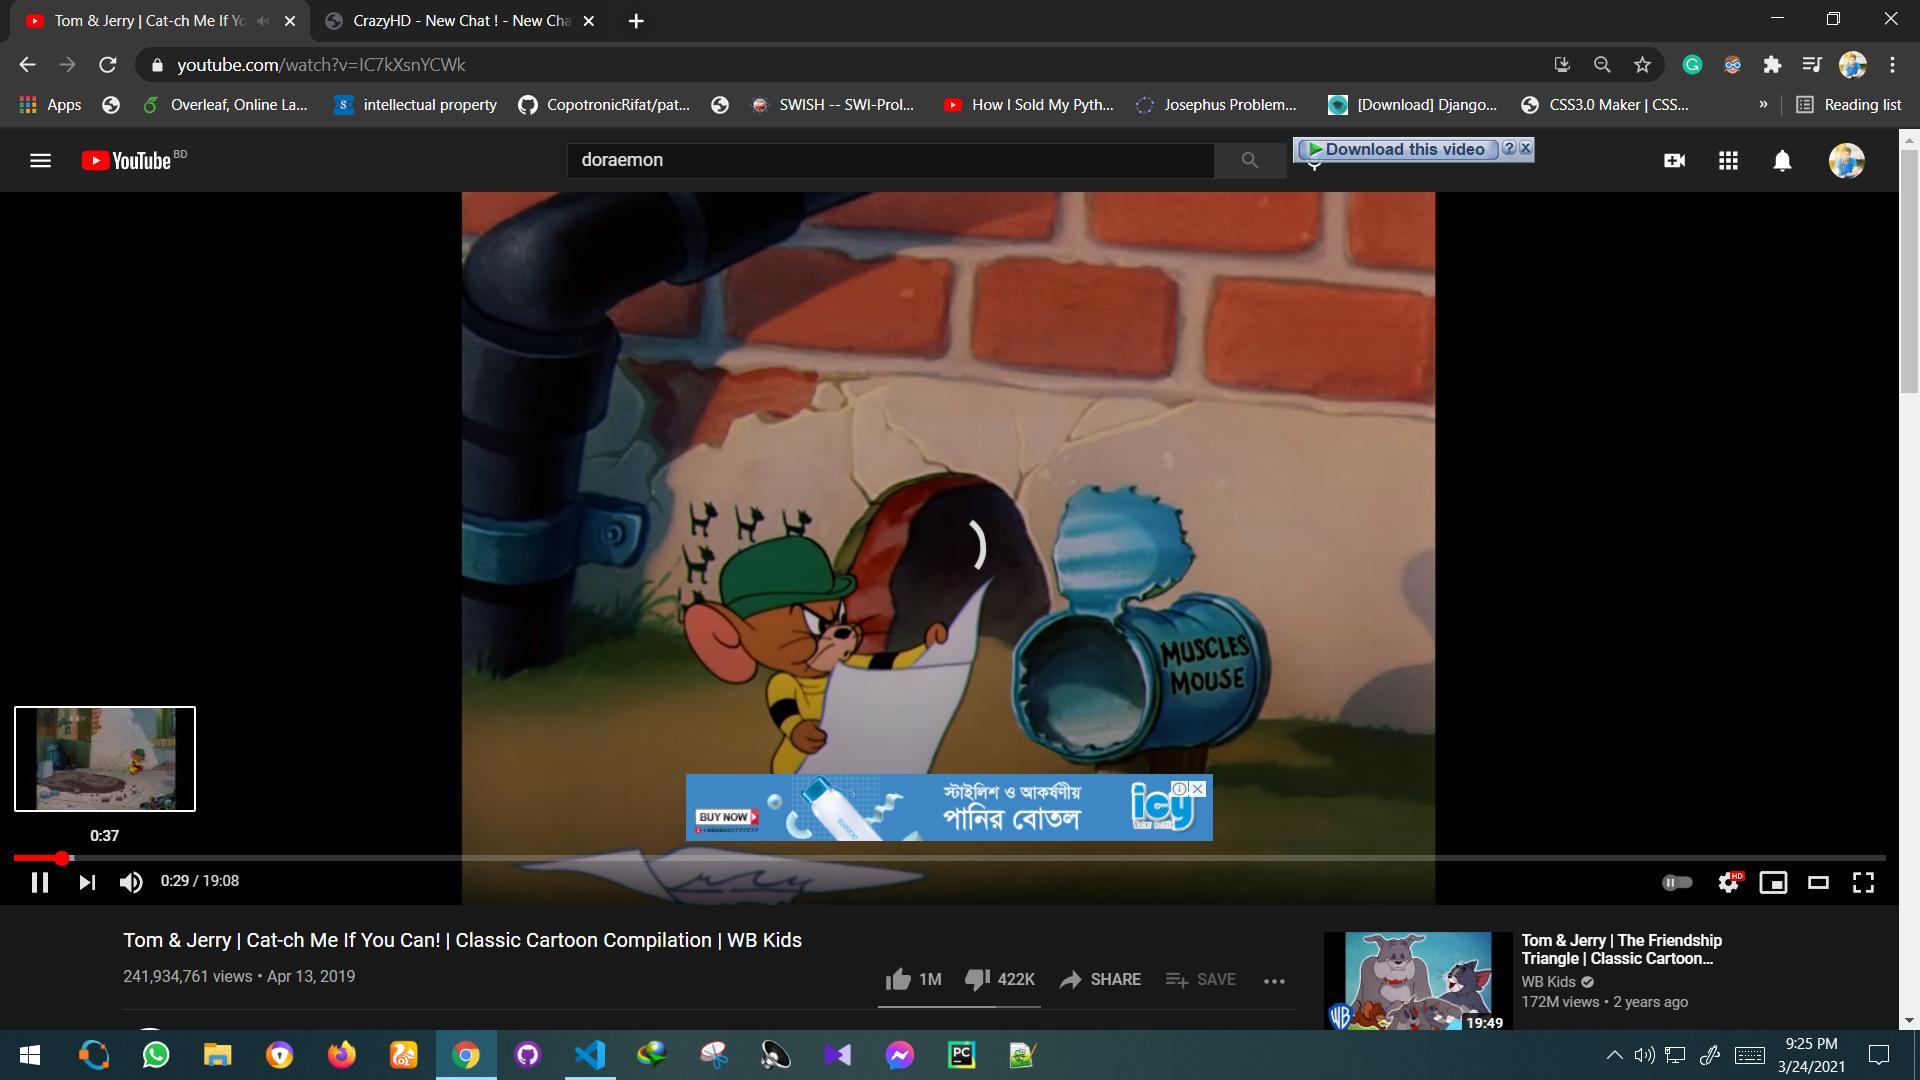 Tom & Jerry | Cat-ch Me If Yo
CrazyHD - New Chat ! - New Cha
youtube.com/watch?v=IC7kXsnYCWk
Apps
Overleaf, Online La...
intellectual property
CopotronicRifat/pat...
SWISH -- SWI-Prol...
How I Sold My Pyth...
Josephus Problem...
[Download] Django...
CSS3.0 Maker | CSS...
»
Reading list
YouTube BD
doraemon
Download this video
MUSCLES
MOUSE
BUY NOW
স্টাইলিশ ও আকর্ষণীয়
পানির বোতল
icy
Water Bottle
0:37
0:29 / 19:08
HD
Tom & Jerry | Cat-ch Me If You Can! | Classic Cartoon Compilation | WB Kids
241,934,761 views • Apr 13, 2019
1M
422K
SHARE
SAVE
Tom & Jerry | The Friendship
Triangle | Classic Cartoon...
WB Kids
172M views • 2 years ago
WB
19:49
PC
9:25 PM
3/24/2021